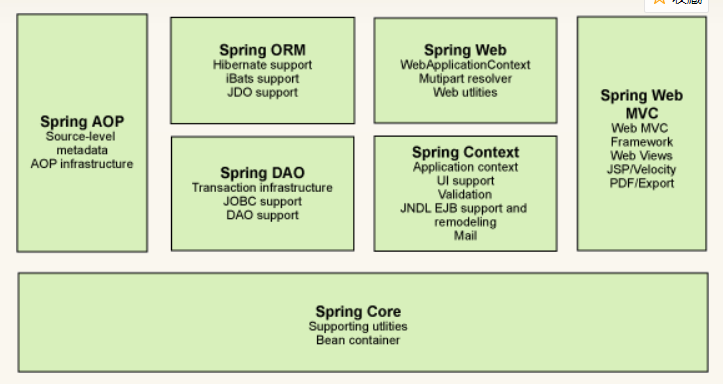 收藏
Spring AOP
Source-level
metadata
AOP infrastructure
Spring ORM
Hibernate support
iBats support
JDO support
Spring Web
WebApplicationContext
Mutipart resolver
Web utlities
Spring Web
MVC
Web MVC
Framework
Web Views
JSP/Velocity
PDF/Export
Spring DAO
Transaction infrastructure
JOBC support
DAO support
Spring Context
Application context
UI support
Validation
JNDL EJB support and
remodeling
Mail
Spring Core
Supporting utlities
Bean container